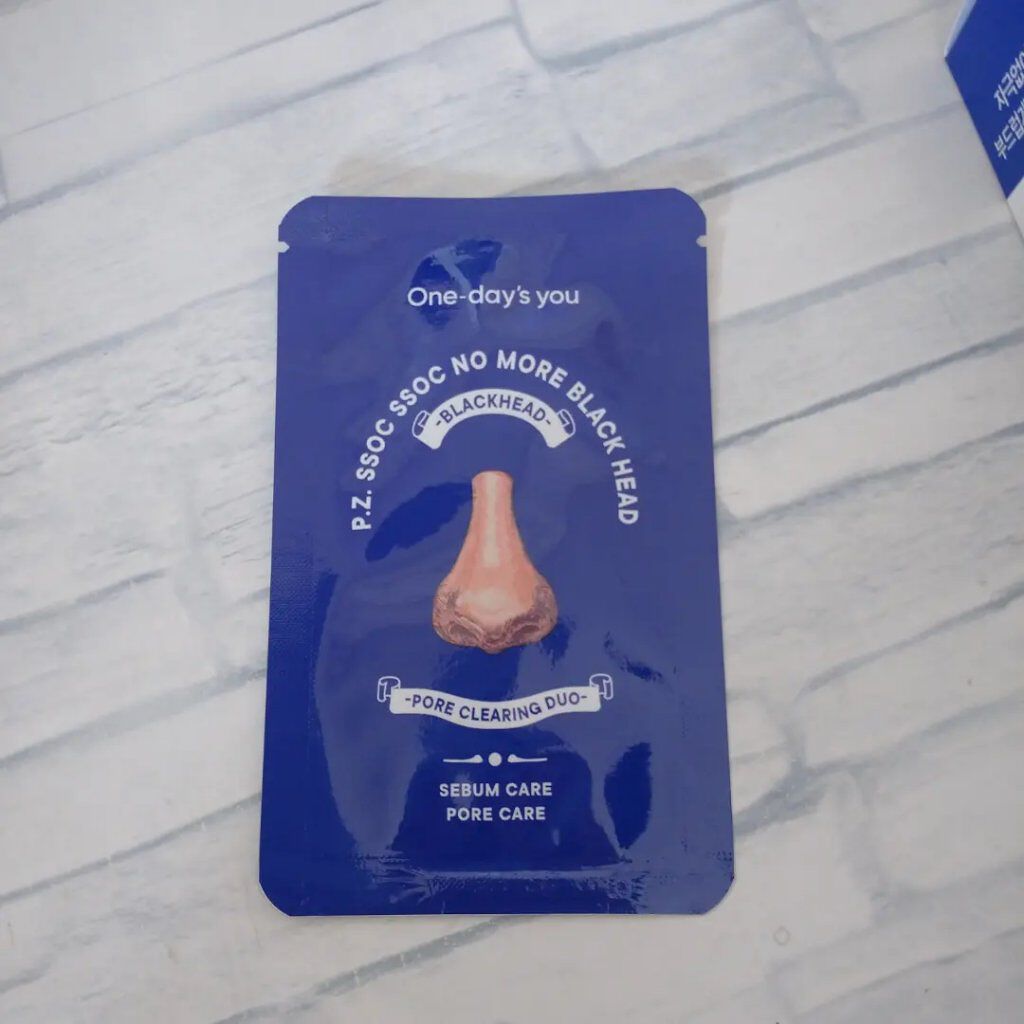 One-day's you
P.Z. SSOC SSOC NO MORE BLACK HEAD
-BLACKHEAD-
-PORE CLEARING DUO-
SEBUM CARE
PORE CARE